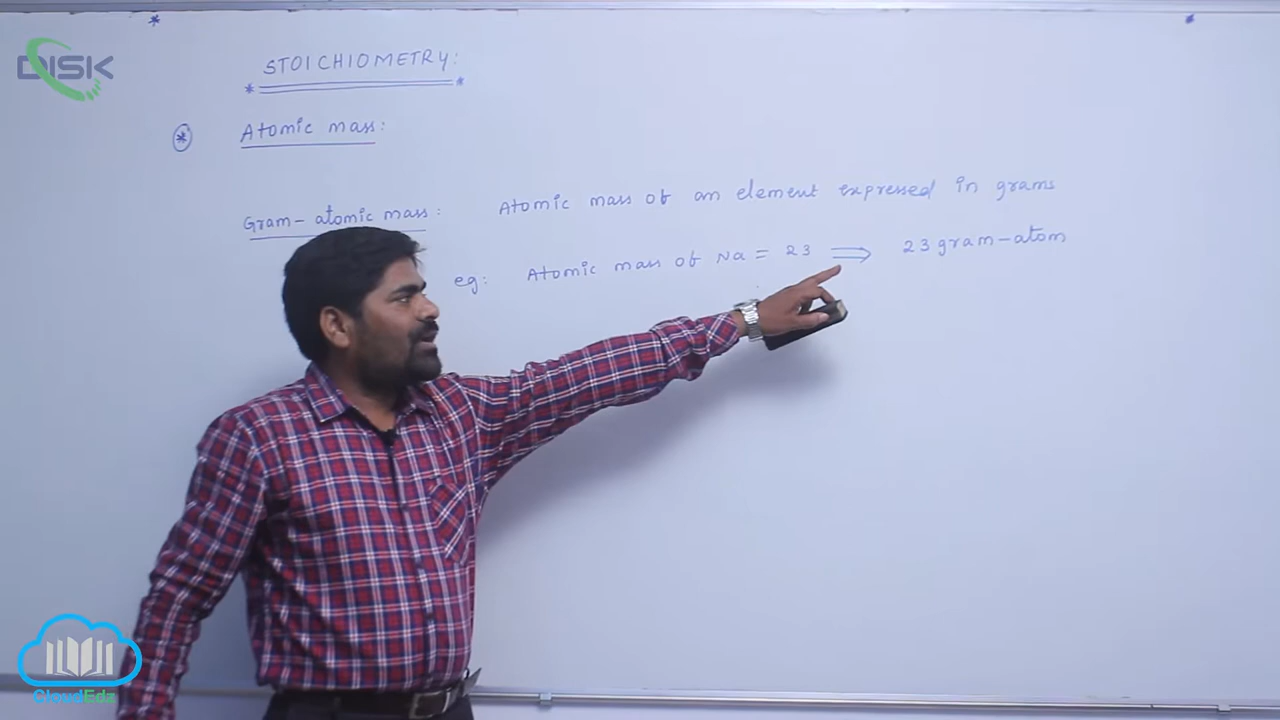 DISK
STOICHIOMETRY:
* Atomic mass:
Gram-atomic mass: Atomic mass of an element expressed in grams
eg: Atomic mass of Na = 23 ⟹ 23 gram-atom
CloudEda